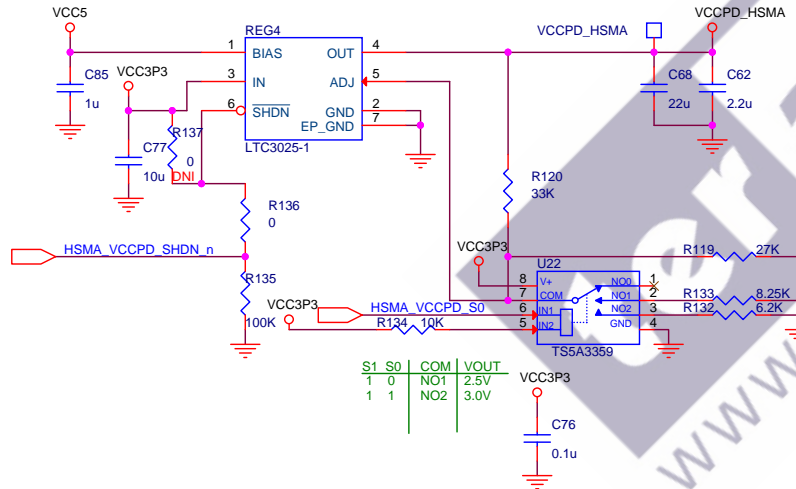 VCC5
REG4
VCCPD_HSMA
VCCPD_HSMA
1 BIAS OUT 4
C85
1u
VCC3P3
3 IN ADJ 5
C68
22u
C62
2.2u
6 SHDN GND 2
EP_GND 7
LTC3025-1
R137
0
DNI
C77
10u
R120
33K
R136
0
HSMA_VCCPD_SHDN_n
VCC3P3
U22
R119 27K
8 V+ NO0 1
7 COM NO1 2
R133 8.25K
6 IN1 NO2 3
R132 6.2K
5 IN2 GND 4
TS5A3359
R135
100K
VCC3P3
HSMA_VCCPD_S0
R134 10K
S1 S0 COM VOUT
1 0 NO1 2.5V
1 1 NO2 3.0V
VCC3P3
C76
0.1u
ter
www.